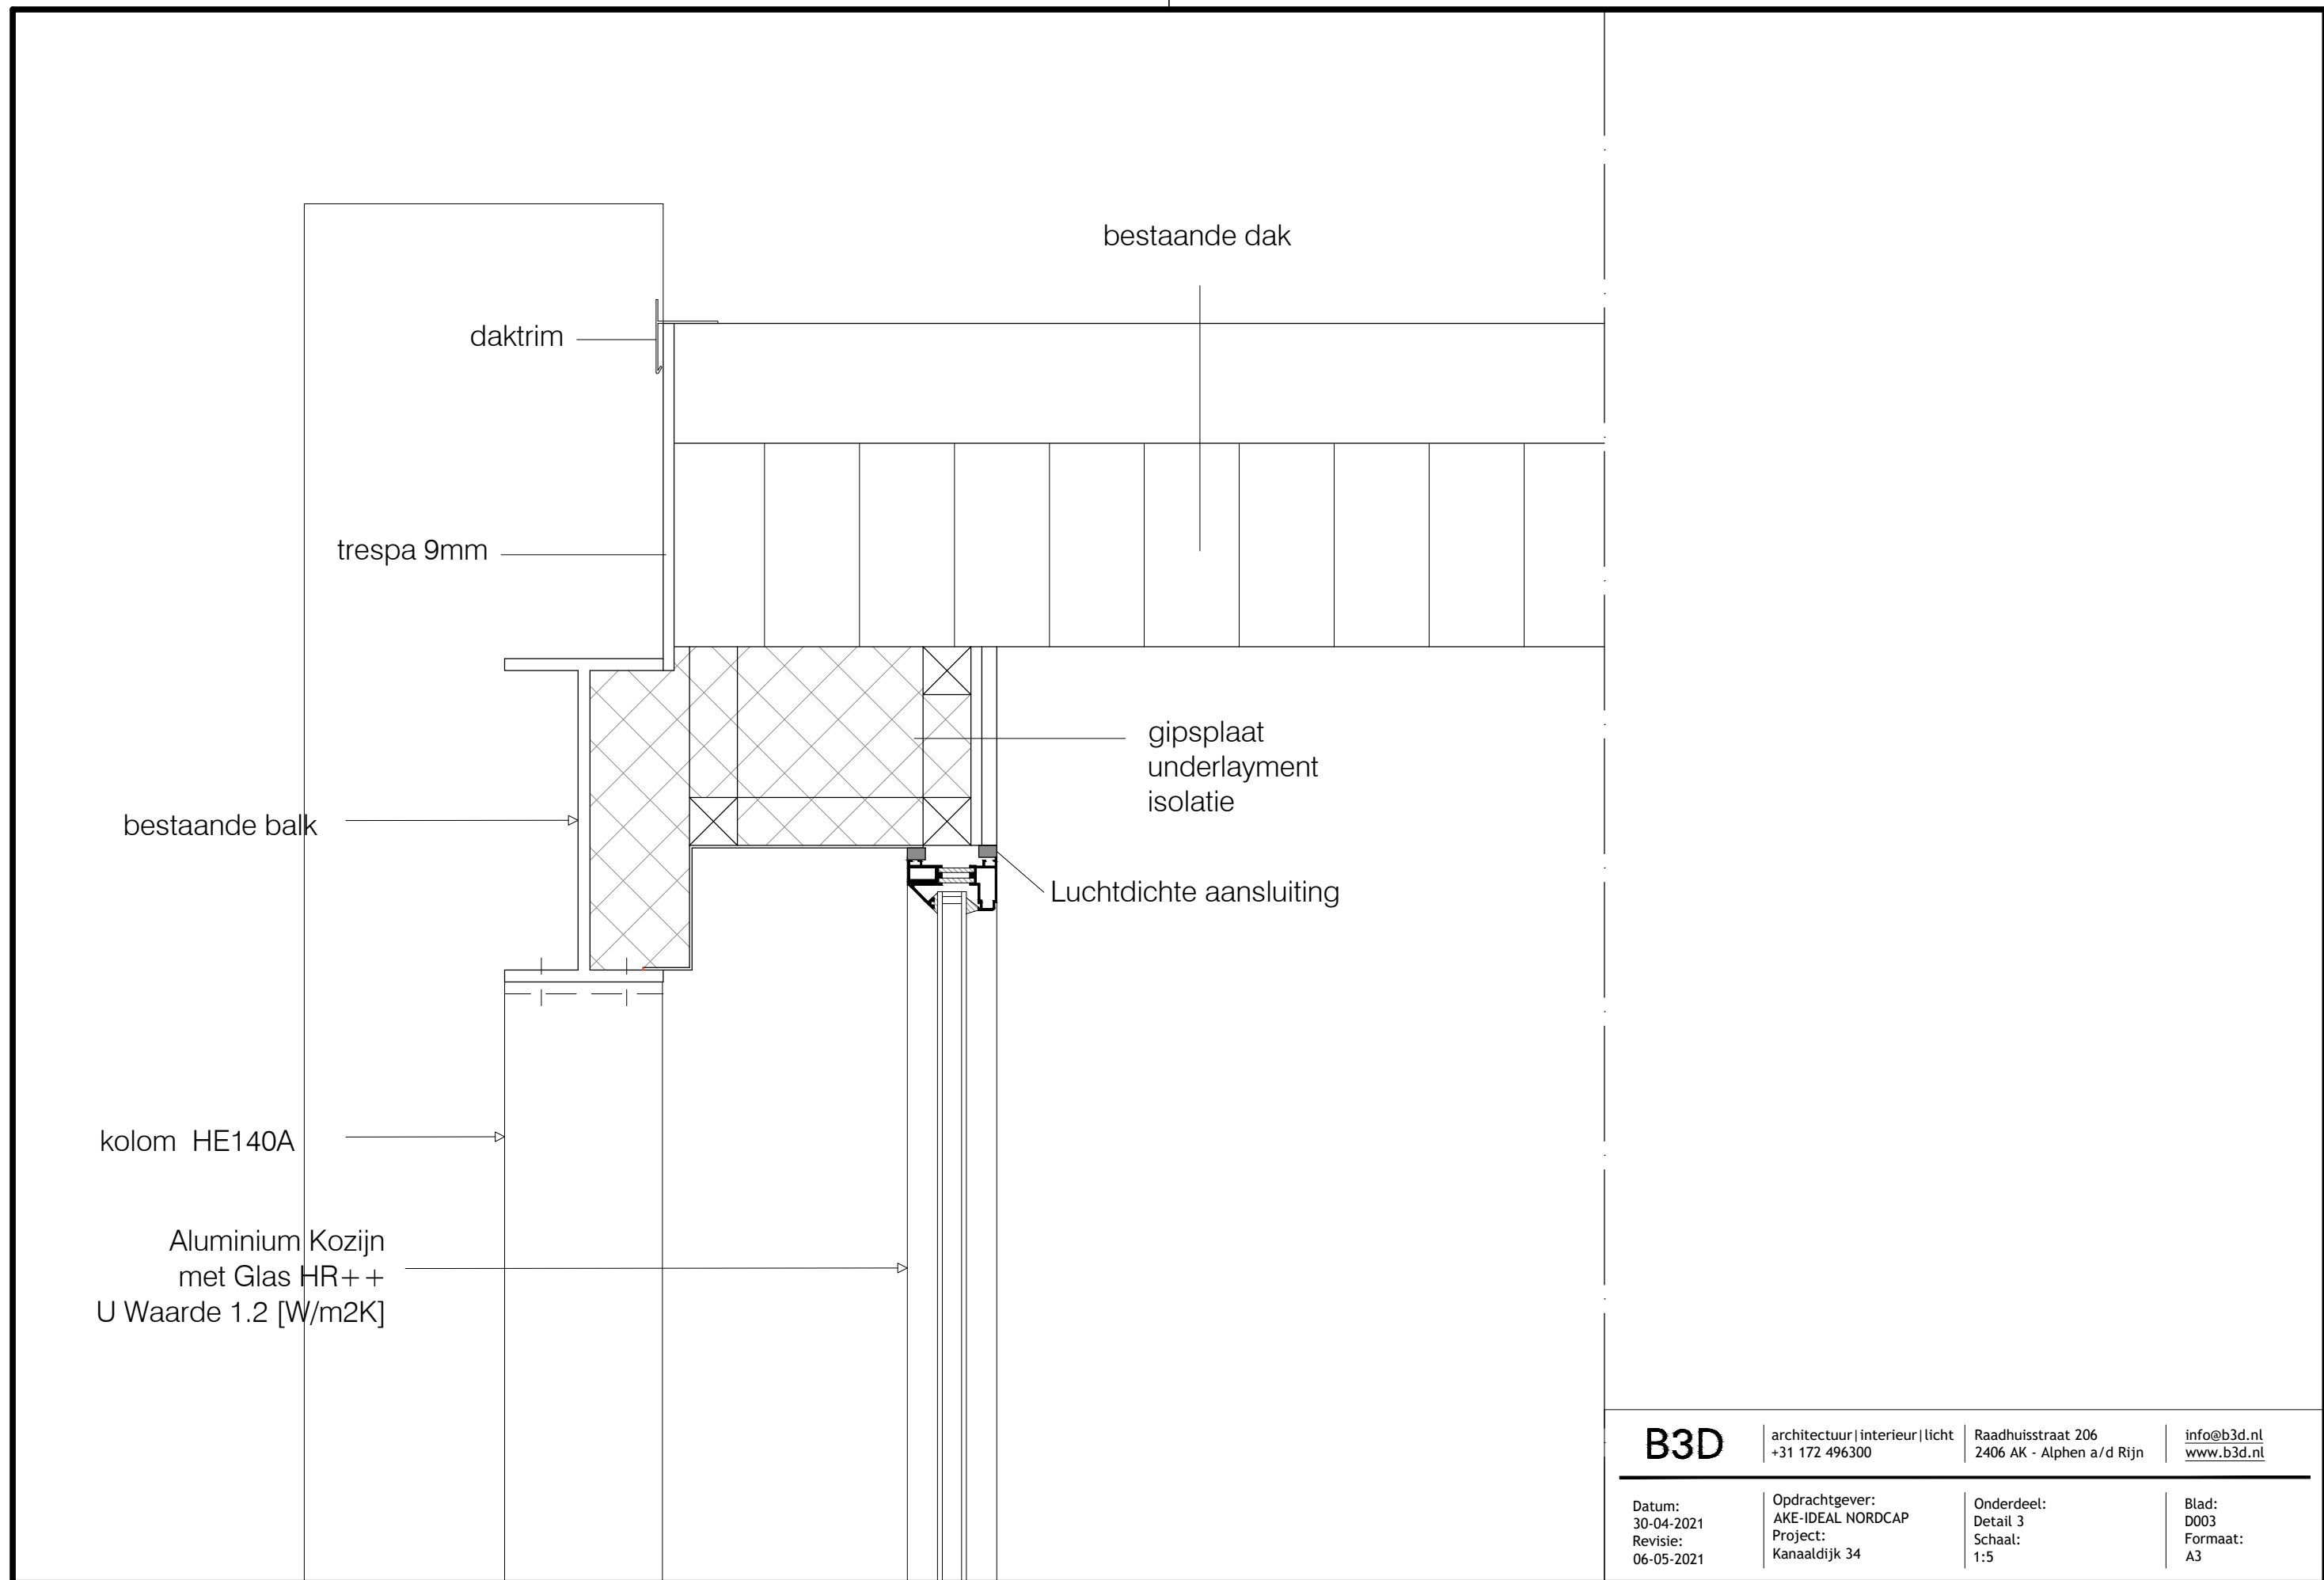 bestaande dak
daktrim
trespa 9mm
gipsplaat
underlayment
isolatie
bestaande balk
Luchtdichte aansluiting
kolom  HE140A
Aluminium Kozijn
met Glas HR++
U Waarde 1.2 [W/m2K]
B3D
architectuur|interieur|licht
+31 172 496300
Raadhuisstraat 206
2406 AK - Alphen a/d Rijn
info@b3d.nl
www.b3d.nl
Datum:
30-04-2021
Revisie:
06-05-2021
Opdrachtgever:
AKE-IDEAL NORDCAP
Project:
Kanaaldijk 34
Onderdeel:
Detail 3
Schaal:
1:5
Blad:
D003
Formaat:
A3